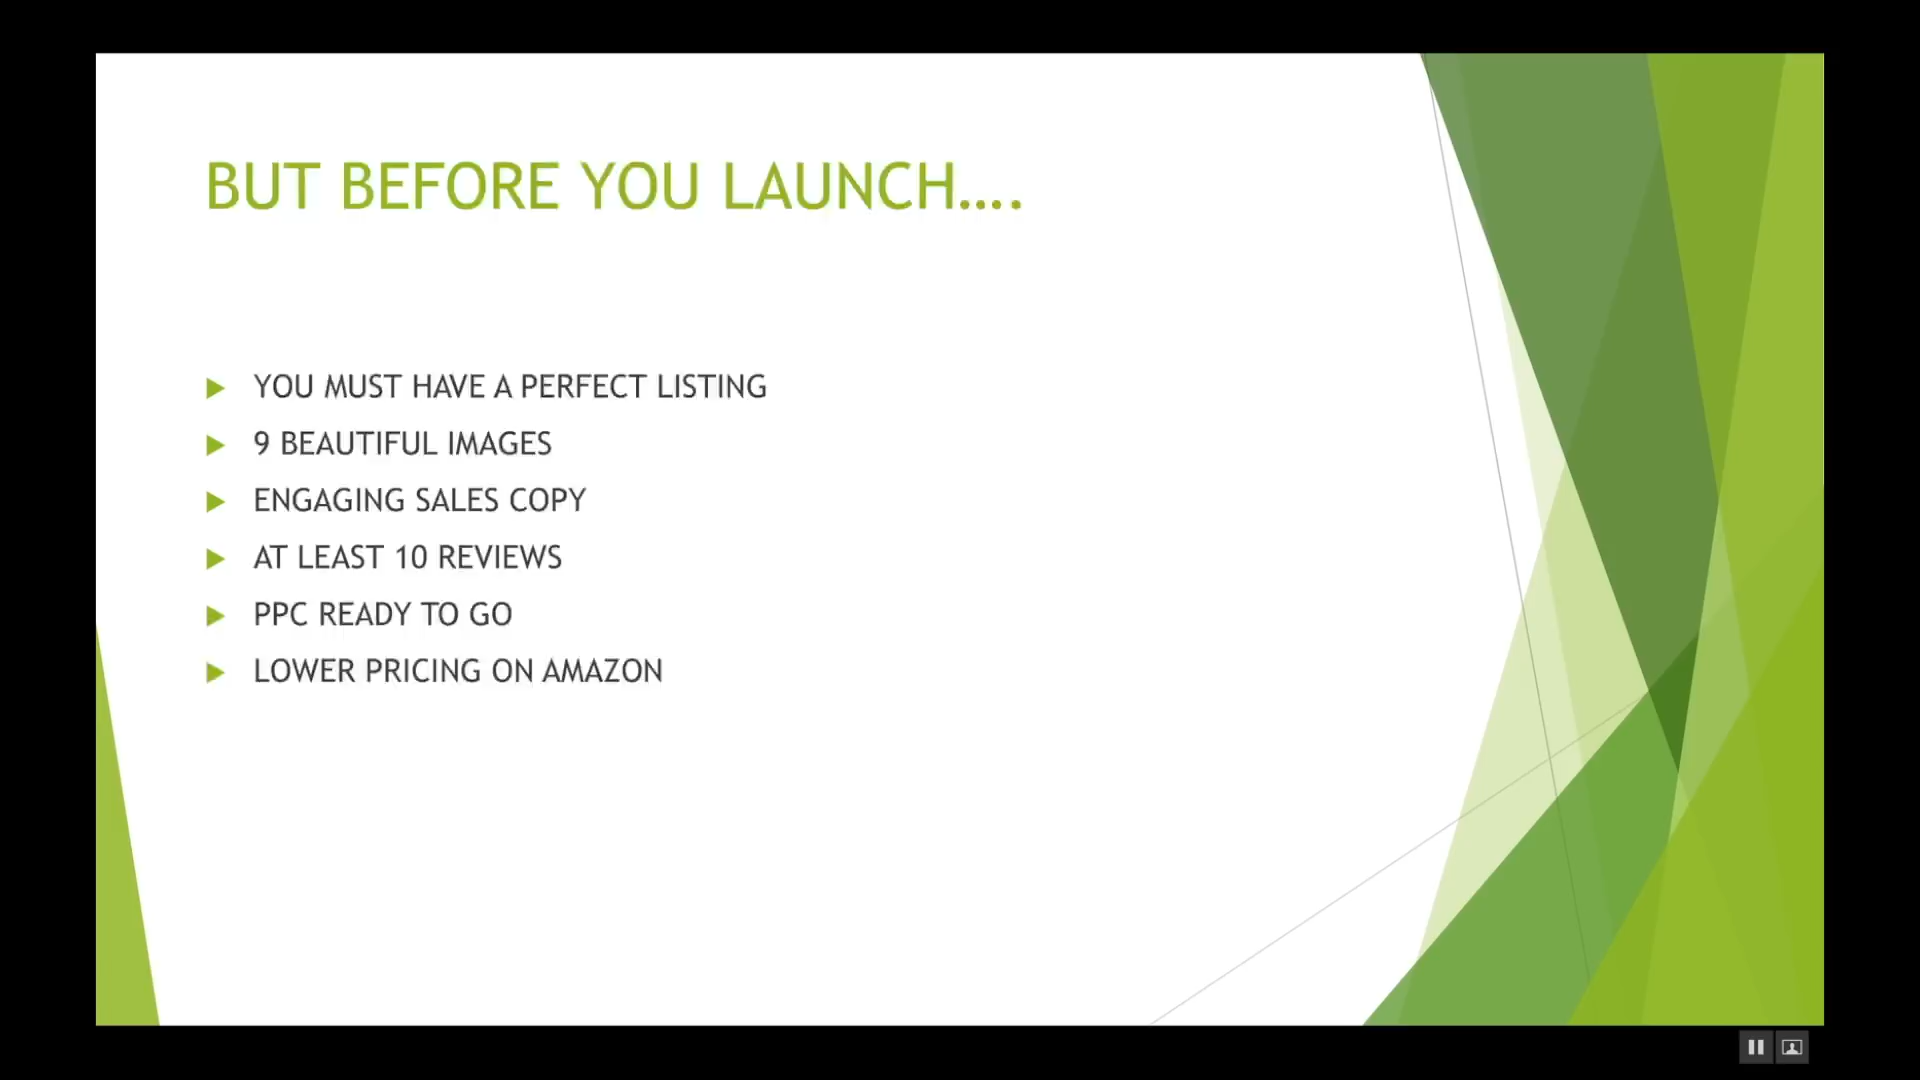 BUT BEFORE YOU LAUNCH....
YOU MUST HAVE A PERFECT LISTING
9 BEAUTIFUL IMAGES
ENGAGING SALES COPY
AT LEAST 10 REVIEWS
PPC READY TO GO
LOWER PRICING ON AMAZON